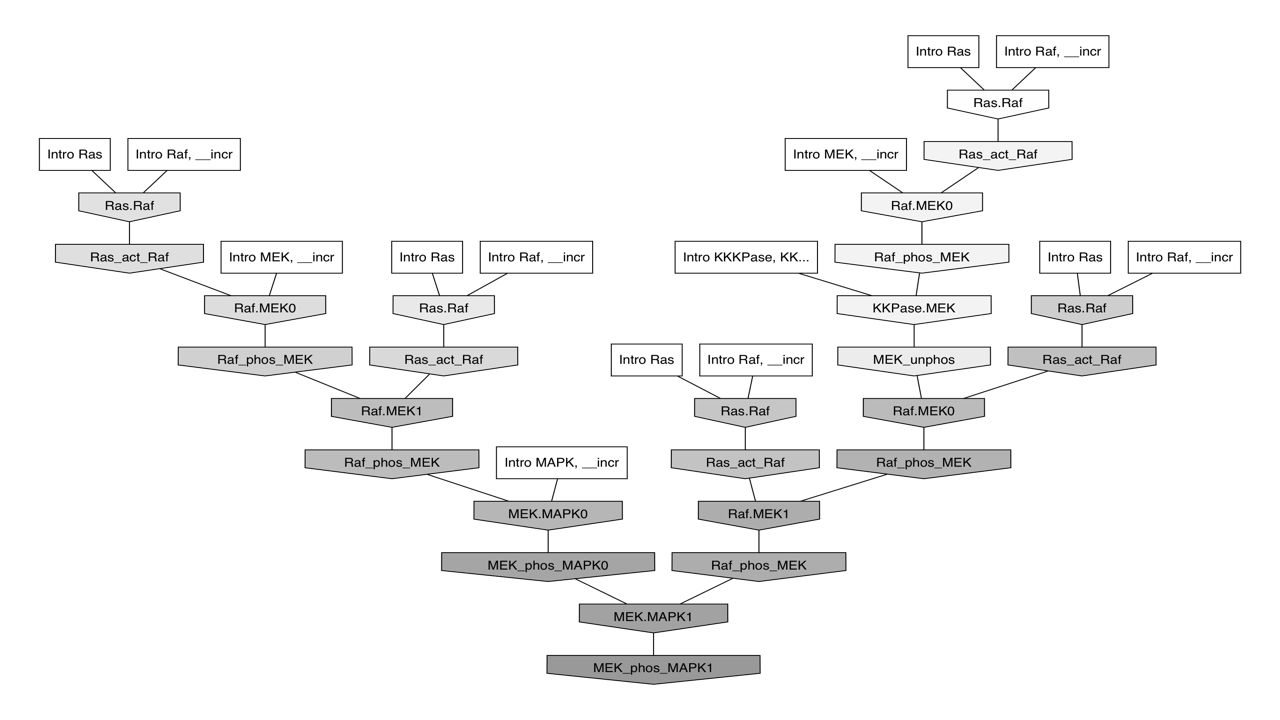 Intro Ras
Intro Raf, __incr
Ras.Raf
Intro Ras
Intro Raf, __incr
Intro MEK, __incr
Ras_act_Raf
Ras.Raf
Raf.MEK0
Ras_act_Raf
Intro MEK, __incr
Intro Ras
Intro Raf, __incr
Intro KKKPase, KK...
Raf_phos_MEK
Intro Ras
Intro Raf, __incr
Raf.MEK0
Ras.Raf
KKPase.MEK
Ras.Raf
Raf_phos_MEK
Ras_act_Raf
Intro Ras
Intro Raf, __incr
MEK_unphos
Ras_act_Raf
Raf.MEK1
Ras.Raf
Raf.MEK0
Raf_phos_MEK
Intro MAPK, __incr
Ras_act_Raf
Raf_phos_MEK
MEK.MAPK0
Raf.MEK1
MEK_phos_MAPK0
Raf_phos_MEK
MEK.MAPK1
MEK_phos_MAPK1